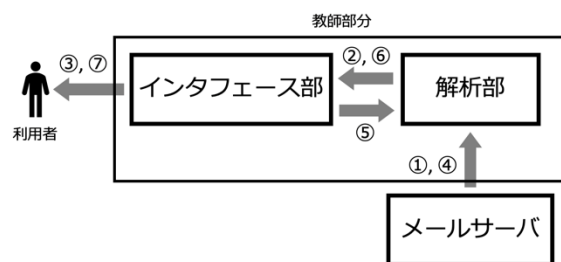 教師部分
③, ⑦
インタフェース部
②, ⑥
⑤
解析部
利用者
①, ④
メールサーバ